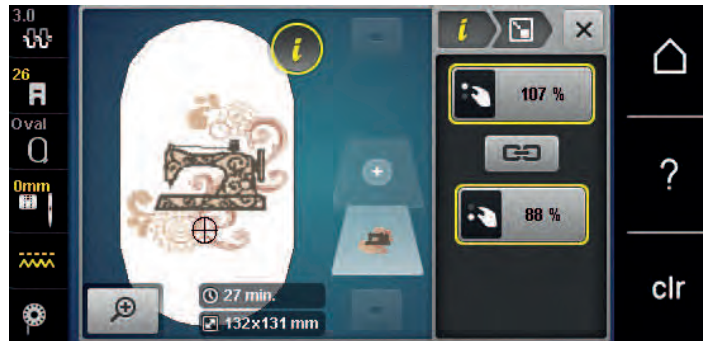 3.0
26
Oval
0mm
27 min.
132x131 mm
i
i
107 %
88 %
?
clr